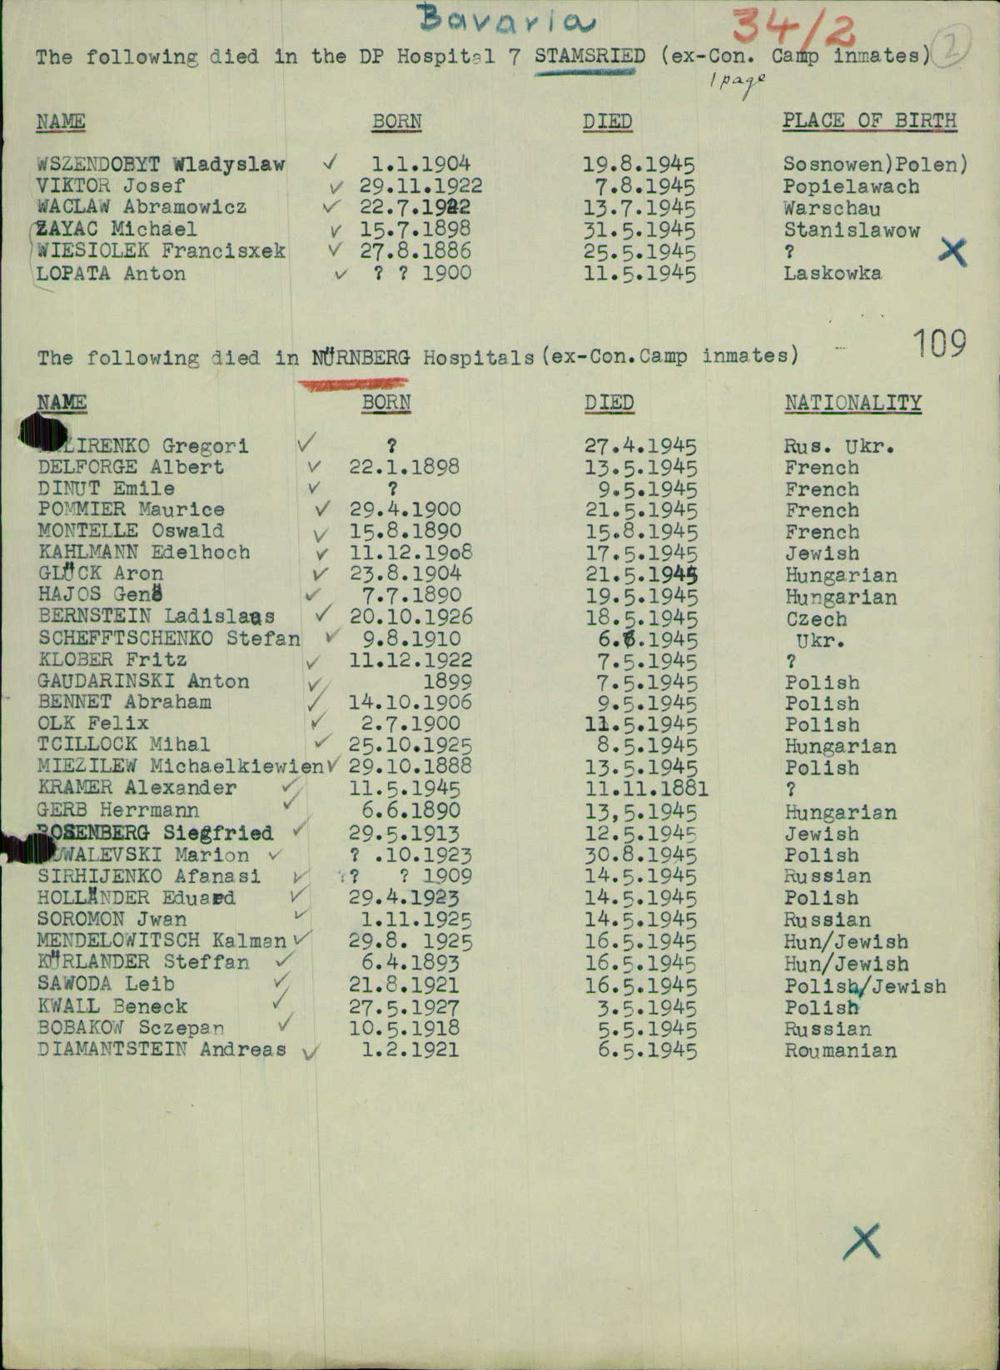 Bavaria 34/2
The following died in the DP Hospital 7 STAMSRIED (ex-Con. Camp inmates) 2
1 page
NAME BORN DIED PLACE OF BIRTH
WSZENDOBYT Wladyslaw ✓ 1.1.1904 19.8.1945 Sosnowen)Polen)
VIKTOR Josef ✓ 29.11.1922 7.8.1945 Popielawach
WACLAW Abramowicz ✓ 22.7.1922 13.7.1945 Warschau
ZAYAC Michael ✓ 15.7.1898 31.5.1945 Stanislawow
WIESIOLEK Francisxek ✓ 27.8.1886 25.5.1945 ? X
LOPATA Anton ✓ ? ? 1900 11.5.1945 Laskowka
109
The following died in NÜRNBERG Hospitals (ex-Con.Camp inmates)
NAME BORN DIED NATIONALITY
LIRENKO Gregori ✓ ? 27.4.1945 Rus. Ukr.
DELFORGE Albert ✓ 22.1.1898 13.5.1945 French
DINUT Emile ✓ ? 9.5.1945 French
POMMIER Maurice ✓ 29.4.1900 21.5.1945 French
MONTELLE Oswald ✓ 15.8.1890 15.8.1945 French
KAHLMANN Edelhoch ✓ 11.12.1908 17.5.1945 Jewish
GLÜCK Aron ✓ 23.8.1904 21.5.1945 Hungarian
HAJOS Genö ✓ 7.7.1890 19.5.1945 Hungarian
BERNSTEIN Ladislaus ✓ 20.10.1926 18.5.1945 Czech
SCHEFFTSCHENKO Stefan ✓ 9.8.1910 1945 Ukr.
KLOBER Fritz ✓ 11.12.1922 7.5.1945 ?
GAUDARINSKI Anton ✓ 1899 7.5.1945 Polish
BENNET Abraham ✓ 14.10.1906 9.5.1945 Polish
OLK Felix ✓ 2.7.1900 11.5.1945 Polish
TCILLOCK Mihal ✓ 25.10.1925 8.5.1945 Hungarian
MIEZILEW Michaelkiewien ✓ 29.10.1888 13.5.1945 Polish
KRAMER Alexander ✓ 11.5.1945 11.11.1881 ?
GERB Herrmann ✓ 6.6.1890 13,5.1945 Hungarian
ROSENBERG Siegfried ✓ 29.5.1913 12.5.1945 Jewish
WALEVSKI Marion ✓ ? .10.1923 30.8.1945 Polish
SIRHIJENKO Afanasi ✓ ? ? 1909 14.5.1945 Russian
HOLLÄNDER Eduard ✓ 29.4.1923 14.5.1945 Polish
SOROMON Jwan ✓ 1.11.1925 14.5.1945 Russian
MENDELOWITSCH Kalman ✓ 29.8. 1925 16.5.1945 Hun/Jewish
KÜRLANDER Steffan ✓ 6.4.1893 16.5.1945 Hun/Jewish
SAWODA Leib ✓ 21.8.1921 16.5.1945 Polish/Jewish
KWALL Beneck ✓ 27.5.1927 3.5.1945 Polish
BOBAKOW Sczepan ✓ 10.5.1918 5.5.1945 Russian
DIAMANTSTEIN Andreas ✓ 1.2.1921 6.5.1945 Roumanian
X